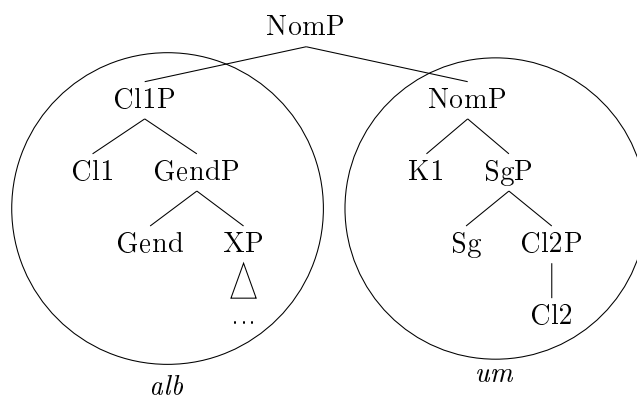 NomP
Cl1P NomP
Cl1 GendP K1 SgP
Gend XP Sg Cl2P
... Cl2
alb um